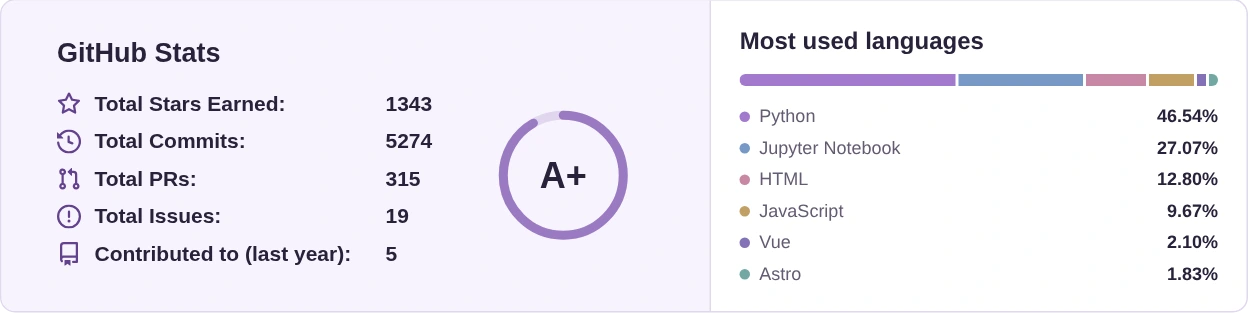 GitHub Stats
Total Stars Earned: 1343
Total Commits: 5274
Total PRs: 315
Total Issues: 19
Contributed to (last year): 5
A+
Most used languages
Python 46.54%
Jupyter Notebook 27.07%
HTML 12.80%
JavaScript 9.67%
Vue 2.10%
Astro 1.83%